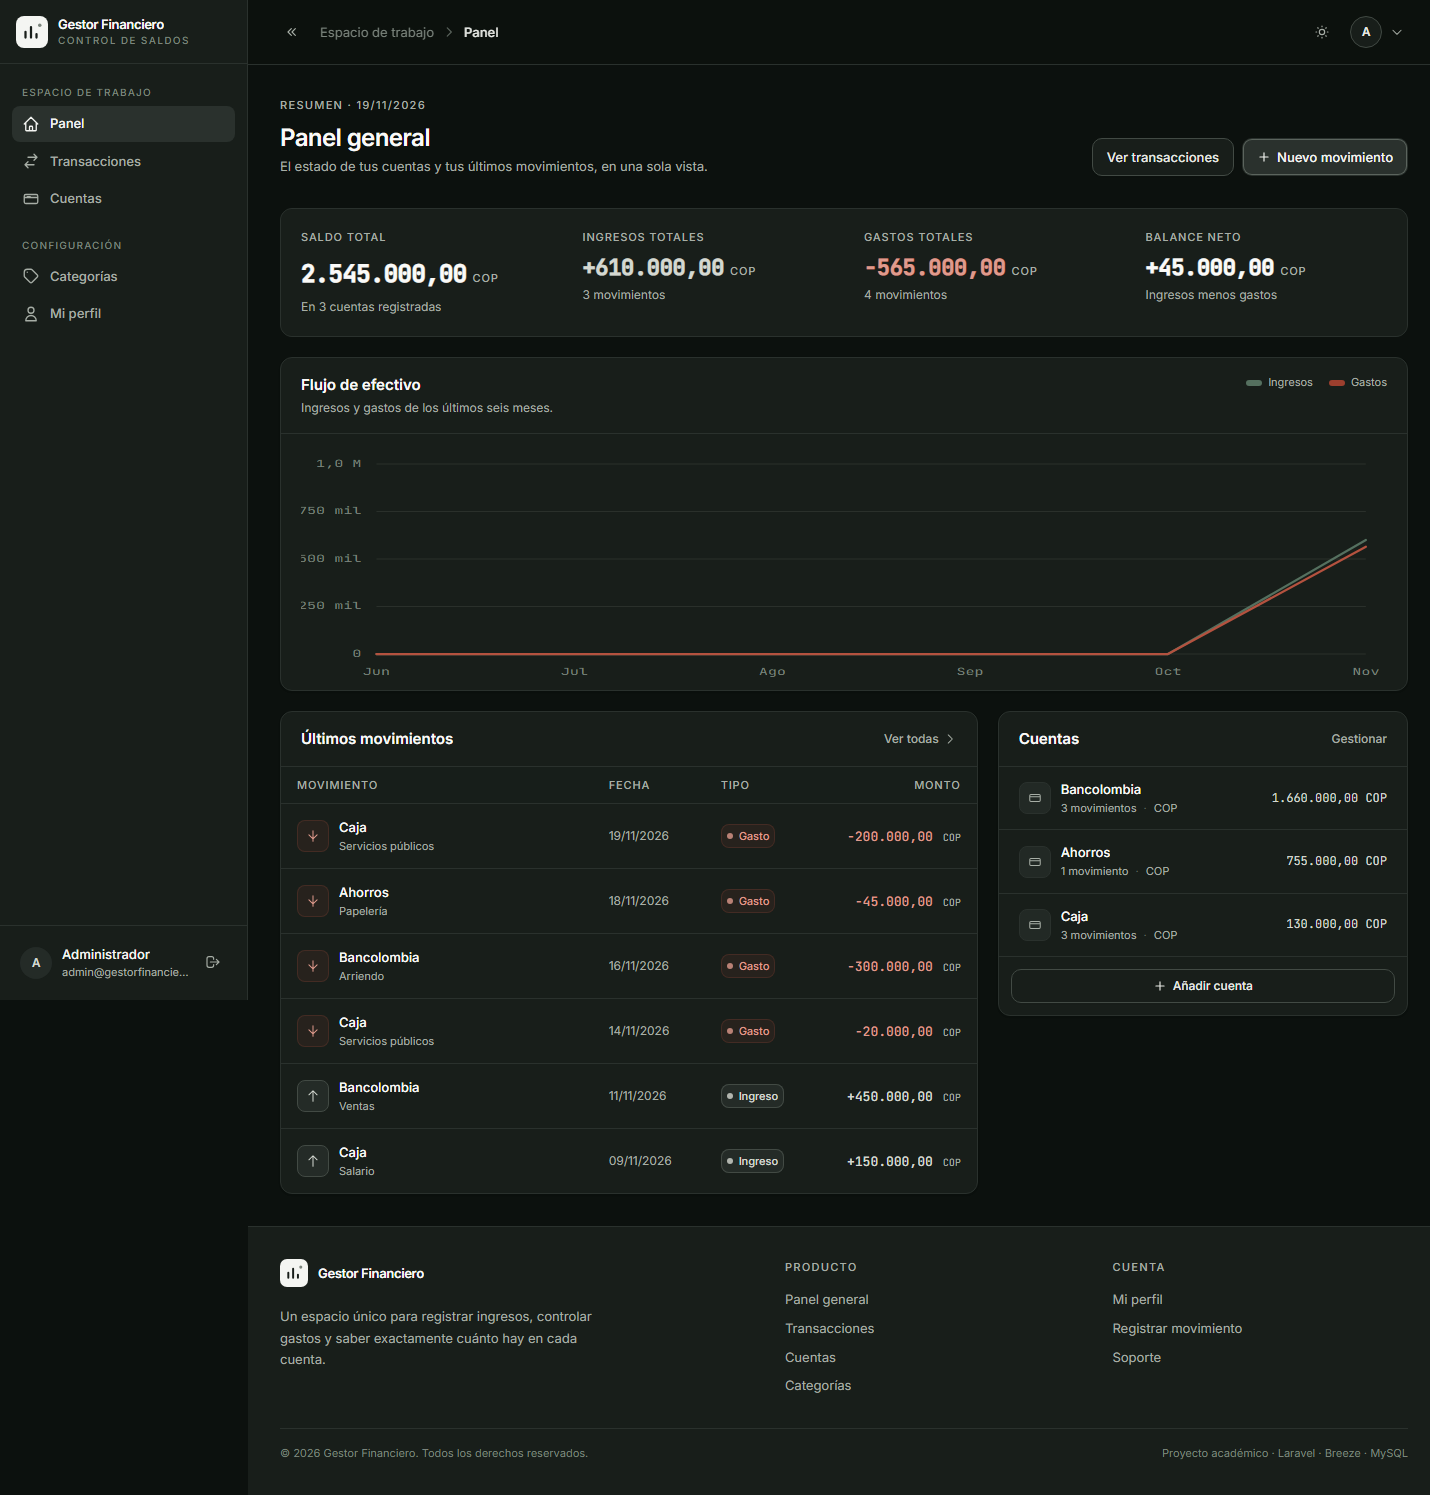 Gestor Financiero
CONTROL DE SALDOS
ESPACIO DE TRABAJO
Panel
Transacciones
Cuentas
CONFIGURACIÓN
Categorías
Mi perfil
A
Administrador
admin@gestorfinancie...
Espacio de trabajo
Panel
A
RESUMEN · 19/11/2026
Panel general
El estado de tus cuentas y tus últimos movimientos, en una sola vista.
Ver transacciones
+ Nuevo movimiento
SALDO TOTAL
2.545.000,00 COP
En 3 cuentas registradas
INGRESOS TOTALES
+610.000,00 COP
3 movimientos
GASTOS TOTALES
-565.000,00 COP
4 movimientos
BALANCE NETO
+45.000,00 COP
Ingresos menos gastos
Flujo de efectivo
Ingresos y gastos de los últimos seis meses.
Ingresos
Gastos
1,0 M
750 mil
500 mil
250 mil
0
Jun Jul Ago Sep Oct Nov
Últimos movimientos
Ver todas
MOVIMIENTO FECHA TIPO MONTO
Caja
Servicios públicos
19/11/2026
Gasto
-200.000,00 COP
Ahorros
Papelería
18/11/2026
Gasto
-45.000,00 COP
Bancolombia
Arriendo
16/11/2026
Gasto
-300.000,00 COP
Caja
Servicios públicos
14/11/2026
Gasto
-20.000,00 COP
Bancolombia
Ventas
11/11/2026
Ingreso
+450.000,00 COP
Caja
Salario
09/11/2026
Ingreso
+150.000,00 COP
Cuentas
Gestionar
Bancolombia
3 movimientos · COP
1.660.000,00 COP
Ahorros
1 movimiento · COP
755.000,00 COP
Caja
3 movimientos · COP
130.000,00 COP
+ Añadir cuenta
Gestor Financiero
Un espacio único para registrar ingresos, controlar
gastos y saber exactamente cuánto hay en cada
cuenta.
PRODUCTO
Panel general
Transacciones
Cuentas
Categorías
CUENTA
Mi perfil
Registrar movimiento
Soporte
© 2026 Gestor Financiero. Todos los derechos reservados.
Proyecto académico · Laravel · Breeze · MySQL